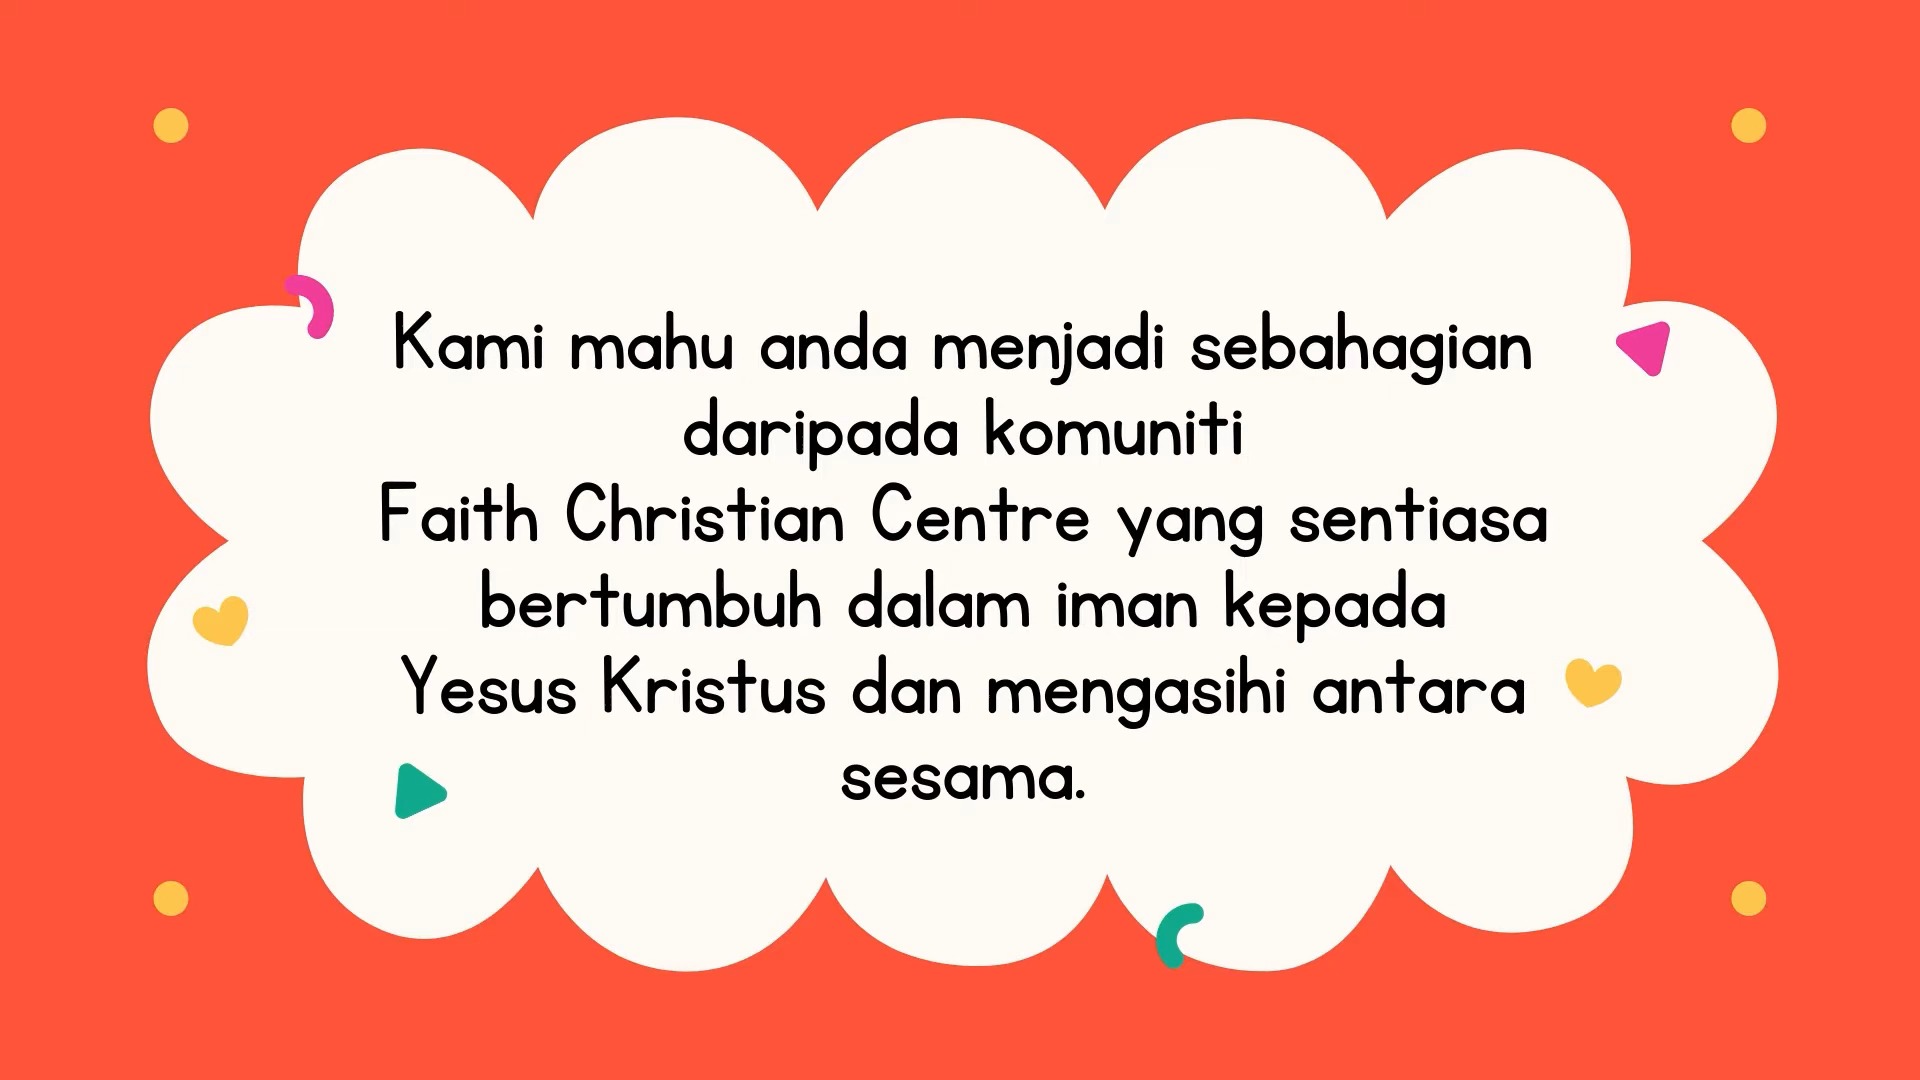 Kami mahu anda menjadi sebahagian
daripada komuniti
Faith Christian Centre yang sentiasa
bertumbuh dalam iman kepada
Yesus Kristus dan mengasihi antara
sesama.